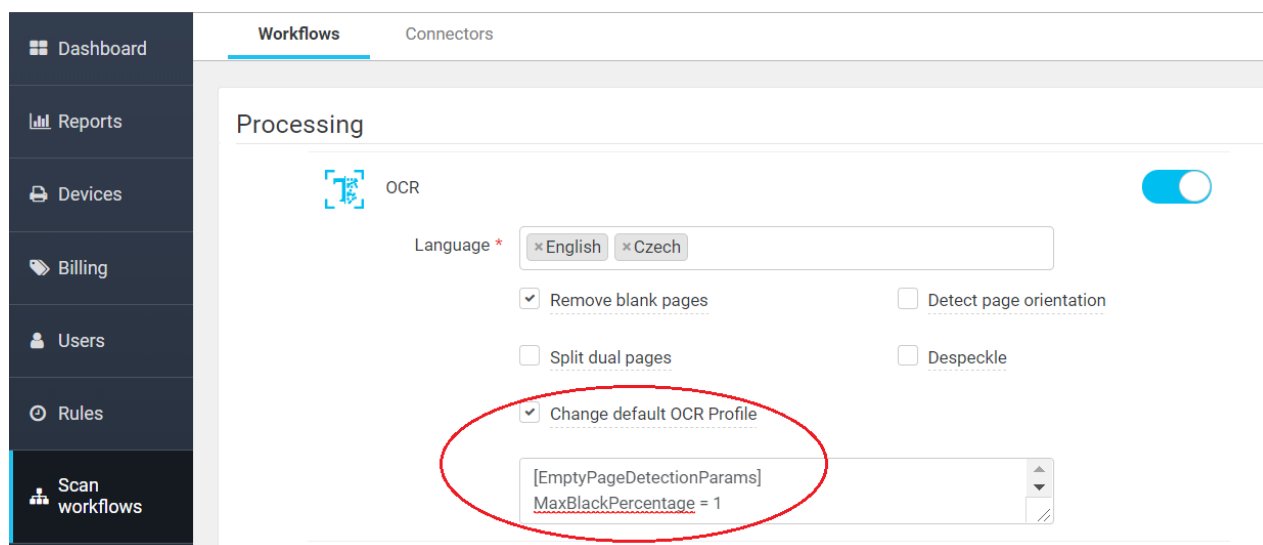 Dashboard
Reports
Devices
Billing
Users
Rules
Scan
workflows
Workflows Connectors
Processing
OCR
Language *
×English ×Czech
Remove blank pages Detect page orientation
Split dual pages Despeckle
Change default OCR Profile
[EmptyPageDetectionParams]
MaxBlackPercentage = 1